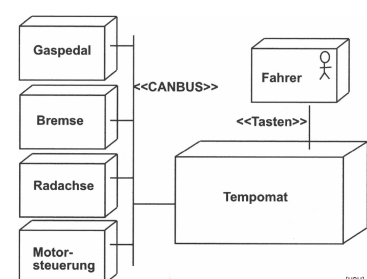 Gaspedal
<<CANBUS>>
Fahrer
Bremse
<<Tasten>>
Radachse
Tempomat
Motor-
steuerung